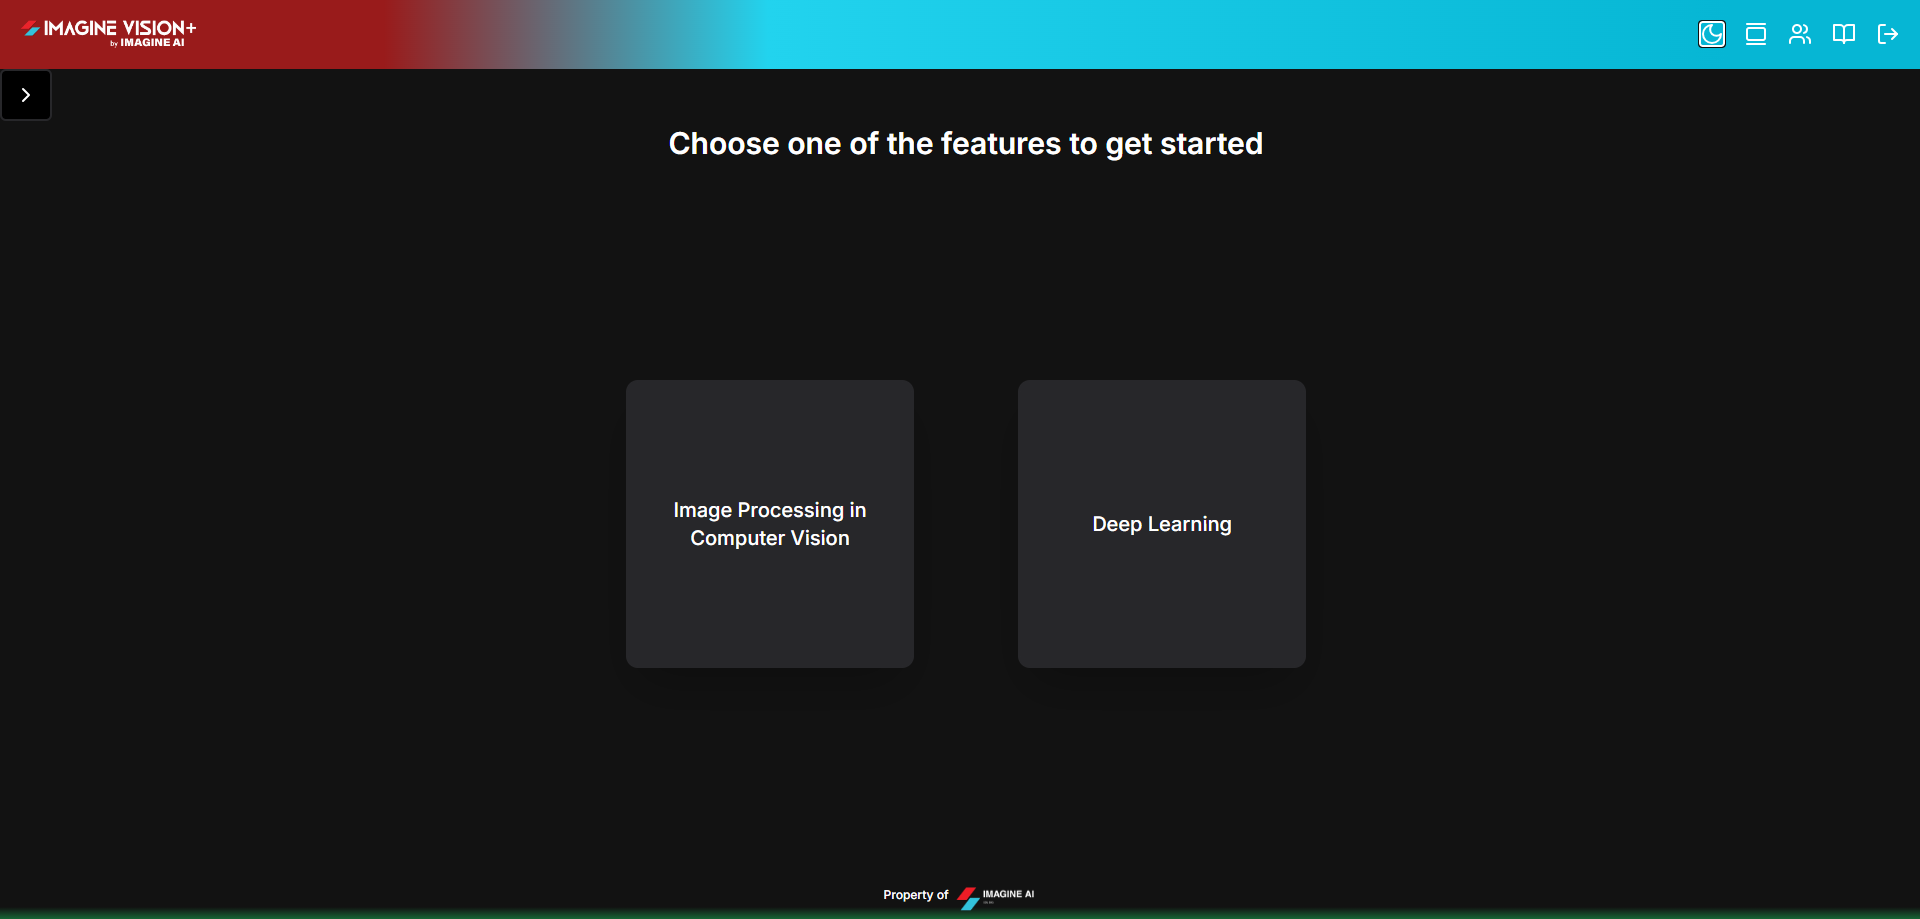 IMAGINE VISION+
by IMAGINE AI
Choose one of the features to get started
Image Processing in
Computer Vision
Deep Learning
Property of
IMAGINE AI